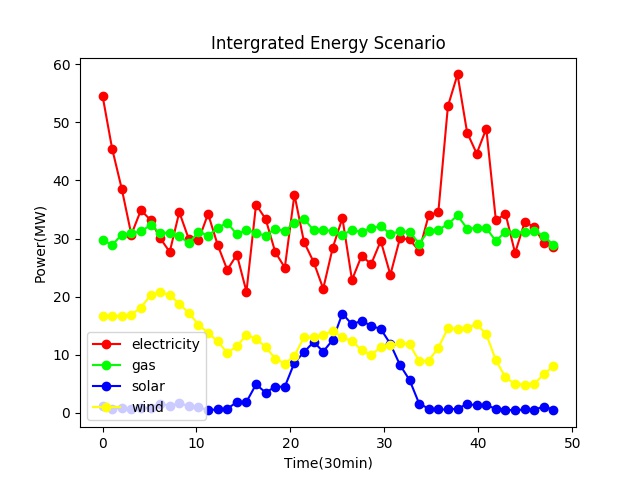 Intergrated Energy Scenario
Power(MW)
60
50
40
30
20
10
0
electricity
gas
solar
wind
0 10 20 30 40 50
Time(30min)